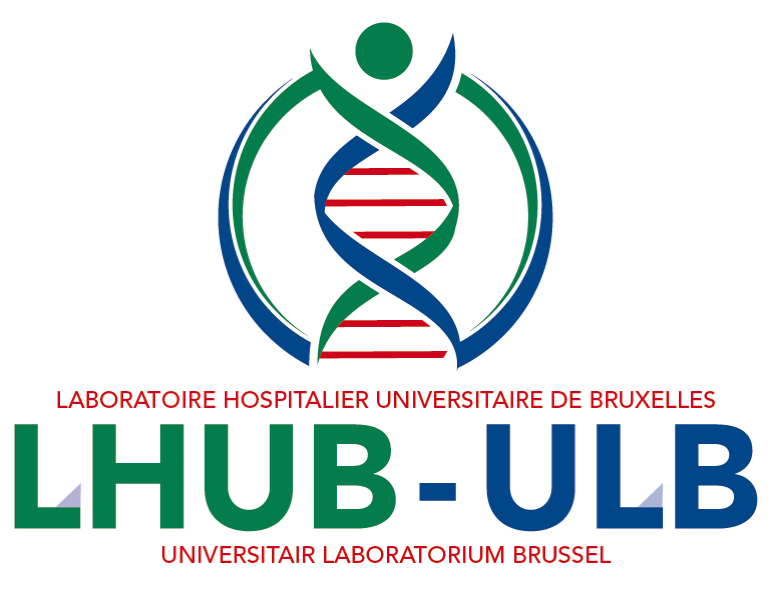 LABORATOIRE HOSPITALIER UNIVERSITAIRE DE BRUXELLES
LHUB-ULB
UNIVERSITAIR LABORATORIUM BRUSSEL